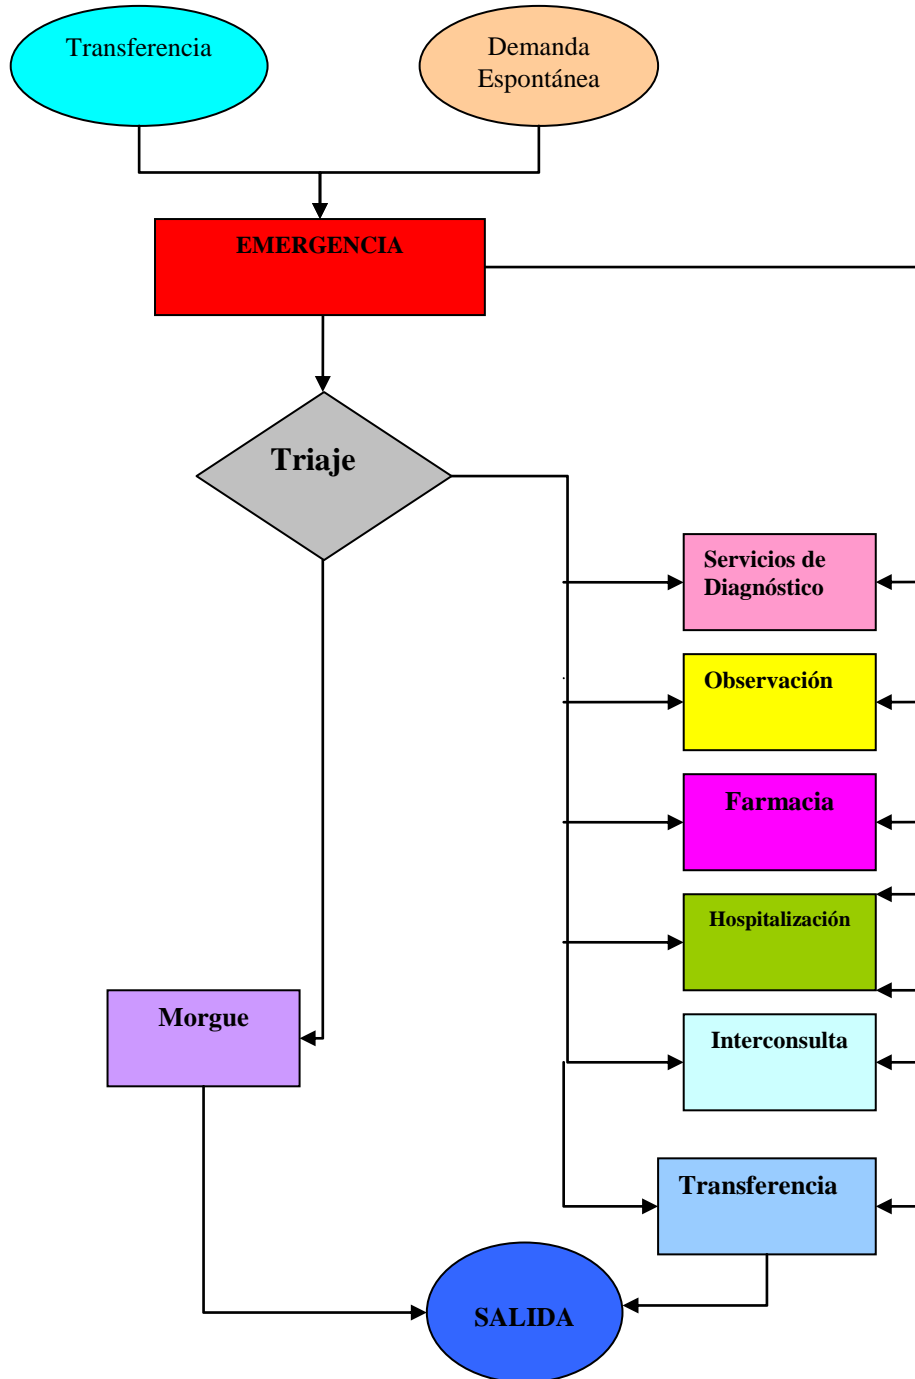 Transferencia
Demanda
Espontánea
EMERGENCIA
Triaje
Servicios de
Diagnóstico
Observación
Farmacia
Hospitalización
Morgue
Interconsulta
Transferencia
SALIDA